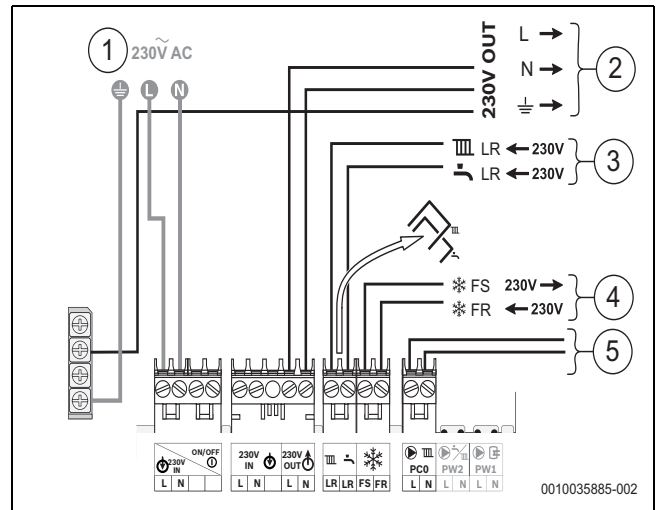 1 230V AC
L N
230V OUT
L
N
2
LR 230V
LR 230V
3
FS 230V
FR 230V
4
5
230V IN ON/OFF
L N
230V IN 230V OUT
L N L N
LR LR FS FR
PC0 PW2 PW1
L N L N L N
0010035885-002